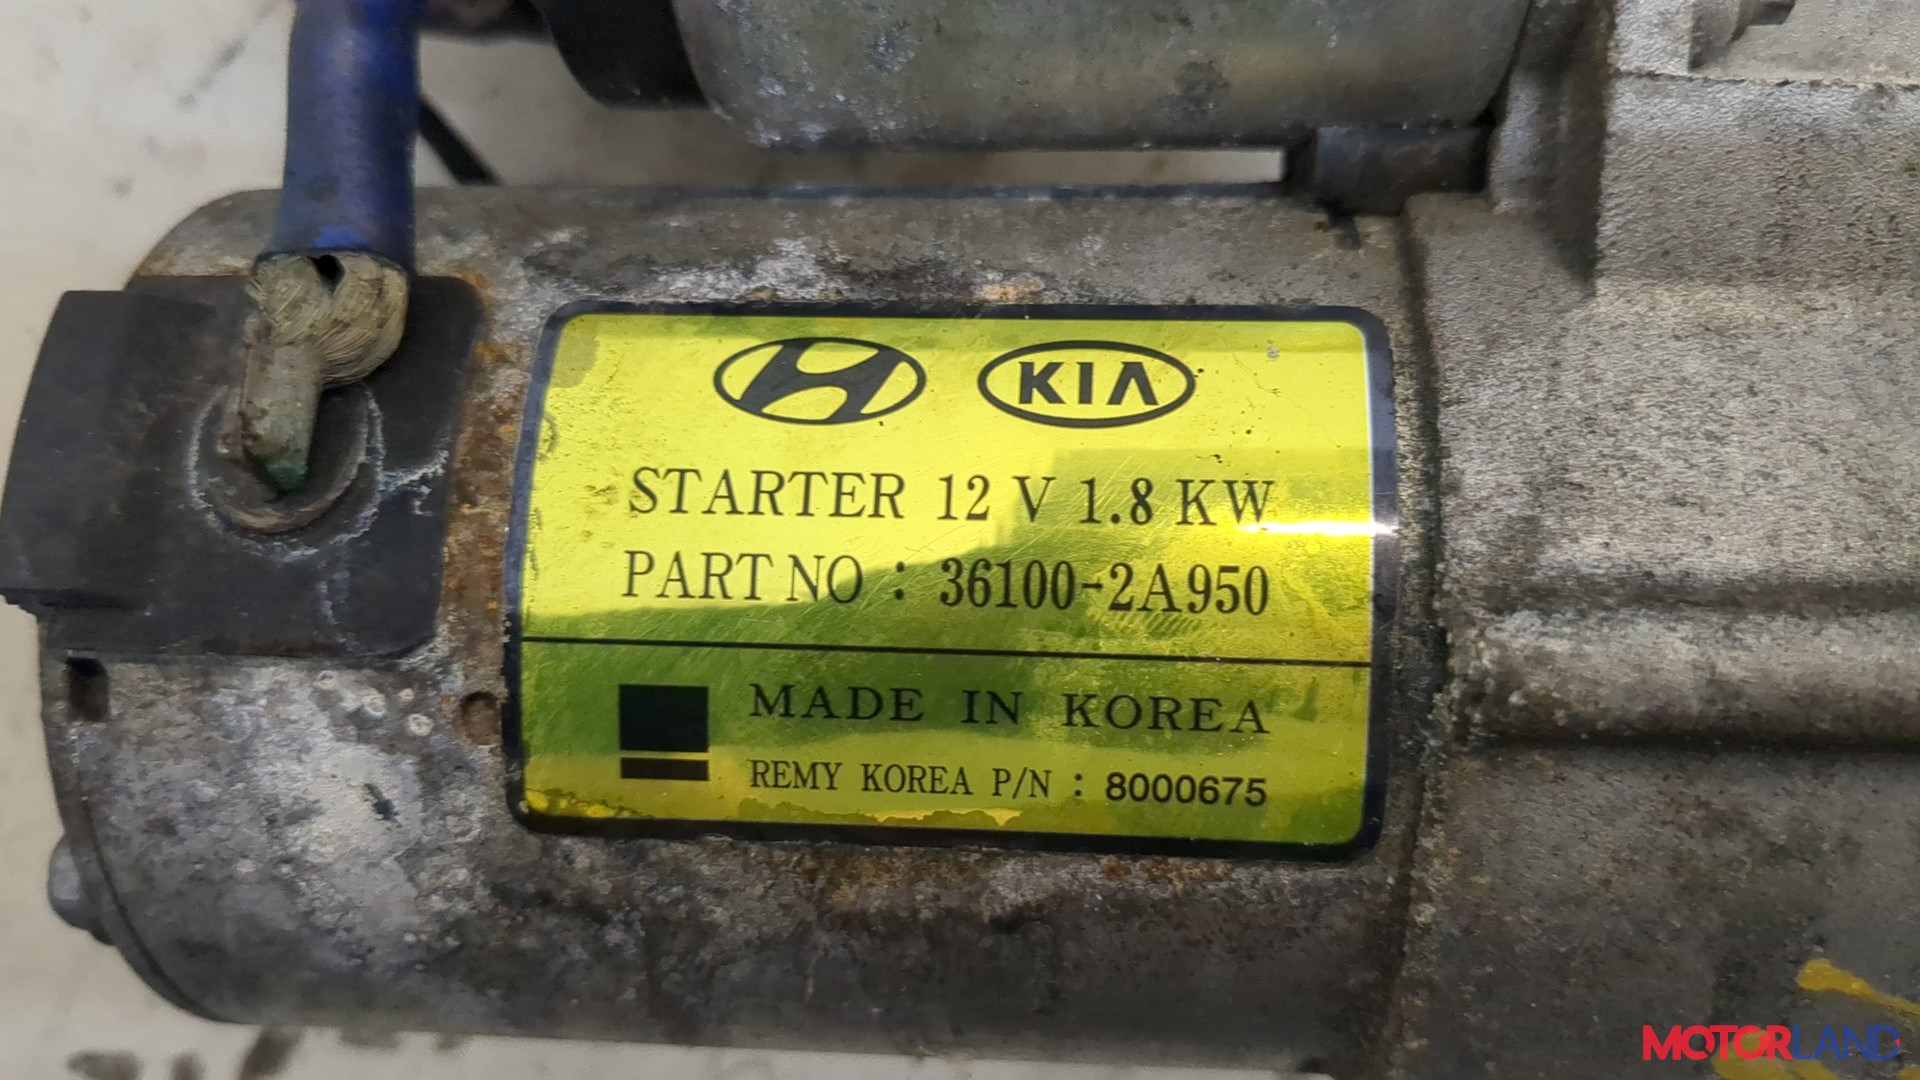 KIA
STARTER 12 V 1.8 KW
PART NO : 36100-2A950
MADE IN KOREA
REMY KOREA P/N : 8000675
MOTORLAND